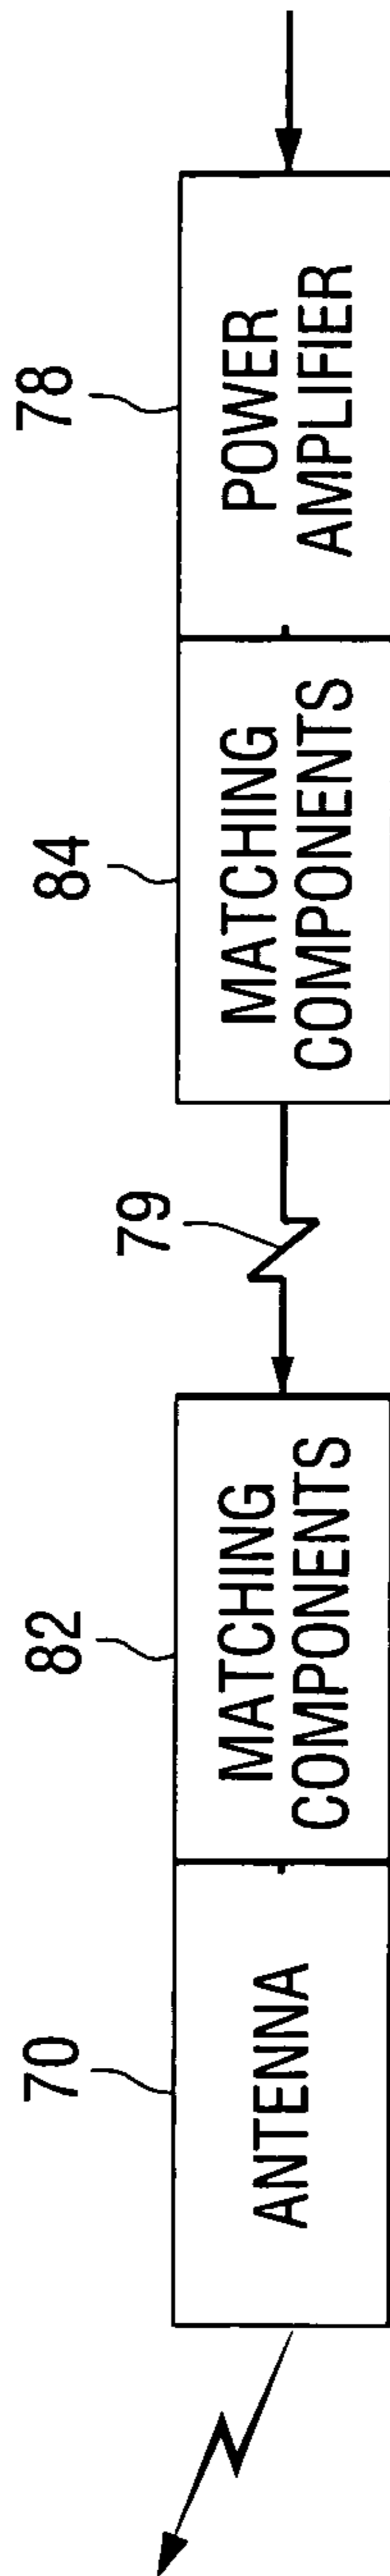 70
ANTENNA
82
MATCHING
COMPONENTS
79
84
MATCHING
COMPONENTS
78
POWER
AMPLIFIER